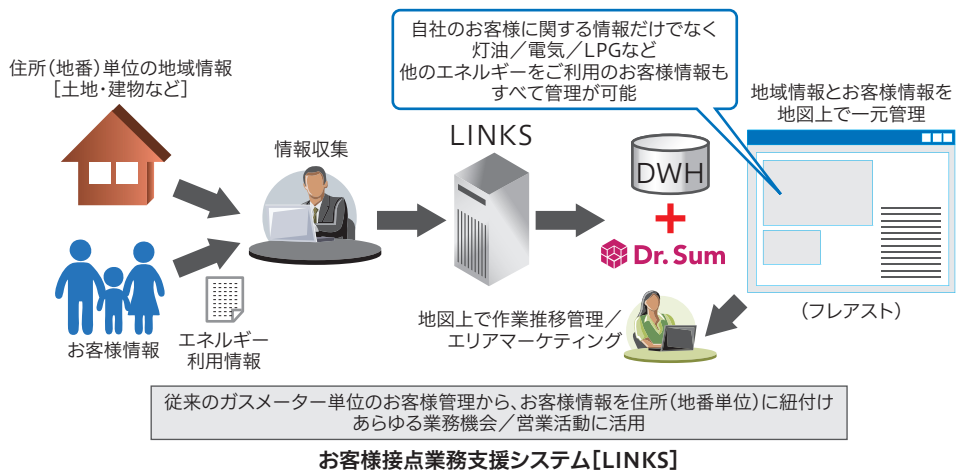 自社のお客様に関する情報だけでなく
灯油／電気／LPGなど
他のエネルギーをご利用のお客様情報も
すべて管理が可能
住所（地番）単位の地域情報
［土地・建物など］
地域情報とお客様情報を
地図上で一元管理
情報収集
LINKS
DWH
+
Dr.Sum
（フレアスト）
お客様情報
エネルギー
利用情報
地図上で作業推移管理／
エリアマーケティング
従来のガスメーター単位のお客様管理から、お客様情報を住所（地番単位）に紐付け
あらゆる業務機会／営業活動に活用
お客様接点業務支援システム［LINKS］